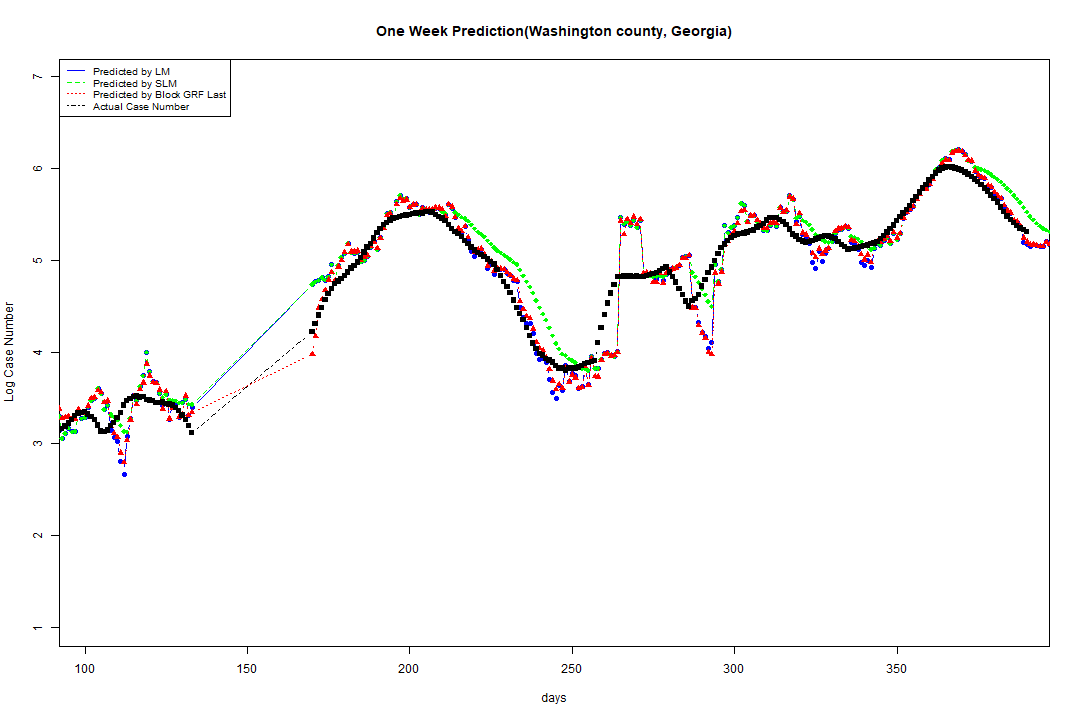 One Week Prediction(Washington county, Georgia)
Predicted by LM
Predicted by SLM
Predicted by Block GRF Last
Actual Case Number
7
6
5
4
3
2
1
Log Case Number
100 150 200 250 300 350
days